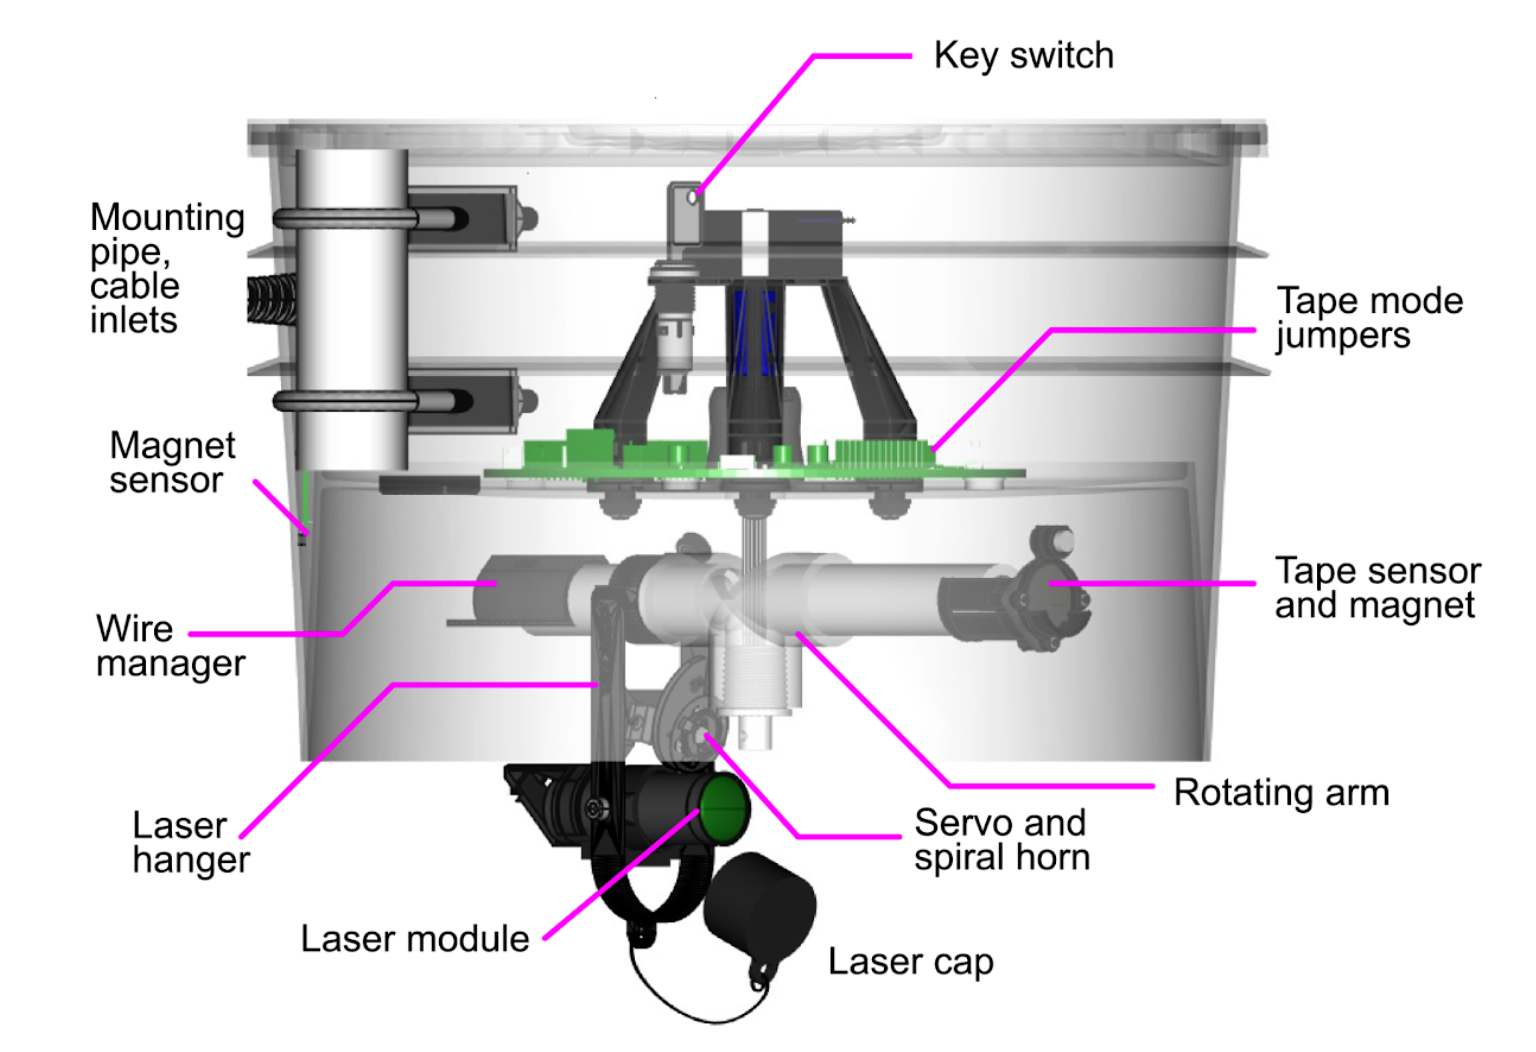 Key switch
Mounting
pipe,
cable
inlets
Tape mode
jumpers
Magnet
sensor
Tape sensor
and magnet
Wire
manager
Rotating arm
Laser
hanger
Servo and
spiral horn
Laser module
Laser cap